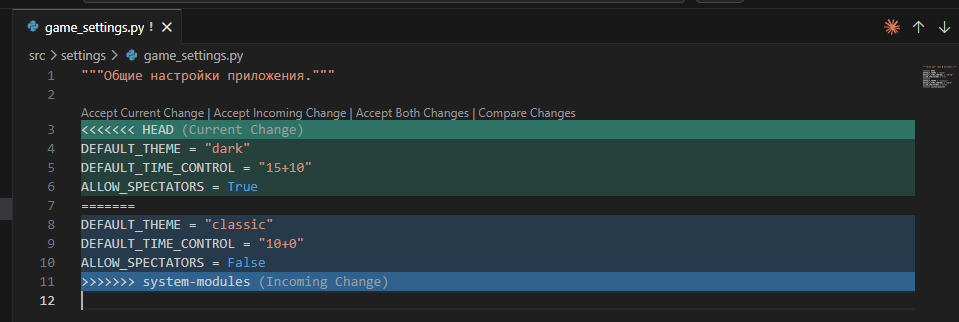 game_settings.py !
src > settings > game_settings.py
1 """Общие настройки приложения."""
2
Accept Current Change | Accept Incoming Change | Accept Both Changes | Compare Changes
3 <<<<<<< HEAD (Current Change)
4 DEFAULT_THEME = "dark"
5 DEFAULT_TIME_CONTROL = "15+10"
6 ALLOW_SPECTATORS = True
7 =======
8 DEFAULT_THEME = "classic"
9 DEFAULT_TIME_CONTROL = "10+0"
10 ALLOW_SPECTATORS = False
11 >>>>>>> system-modules (Incoming Change)
12